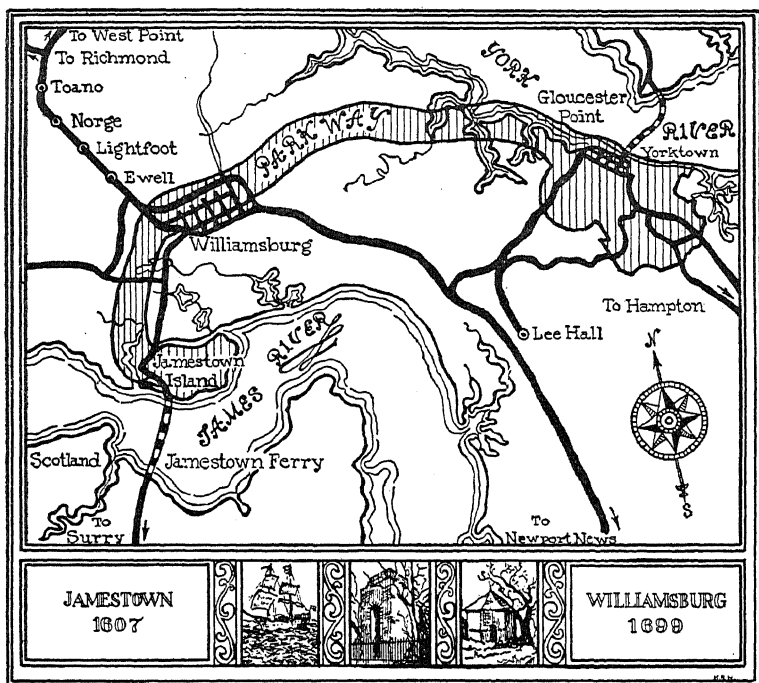 To West Point
To Richmond
Toano
Norge
Lightfoot
Ewell
PARKWAY
YORK
RIVER
Gloucester
Point
Yorktown
Williamsburg
To Hampton
Lee Hall
JAMES
RIVER
Jamestown
Island
Scotland
Jamestown Ferry
To
Surry
To
Newport News
N
S
JAMESTOWN
1607
WILLIAMSBURG
1699